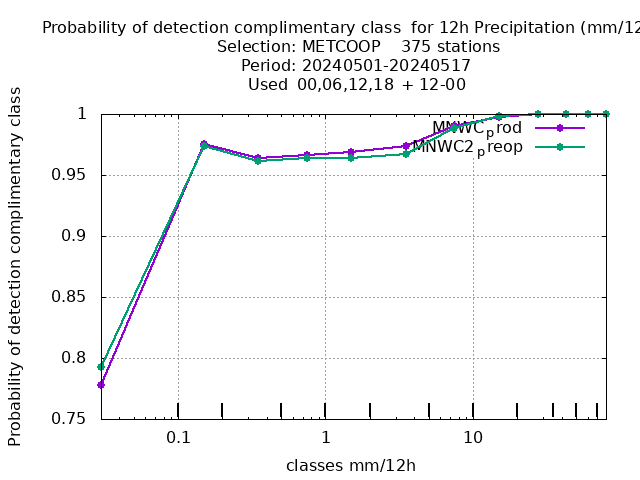 Probability of detection complimentary class  for 12h Precipitation (mm/12
Selection: METCOOP    375 stations
Period: 20240501-20240517
Used 00,06,12,18 + 12-00
Probability of detection complimentary class
1
0.95
0.9
0.85
0.8
0.75
MNWC_prod
MNWC2_preop
0.1
1
10
classes mm/12h